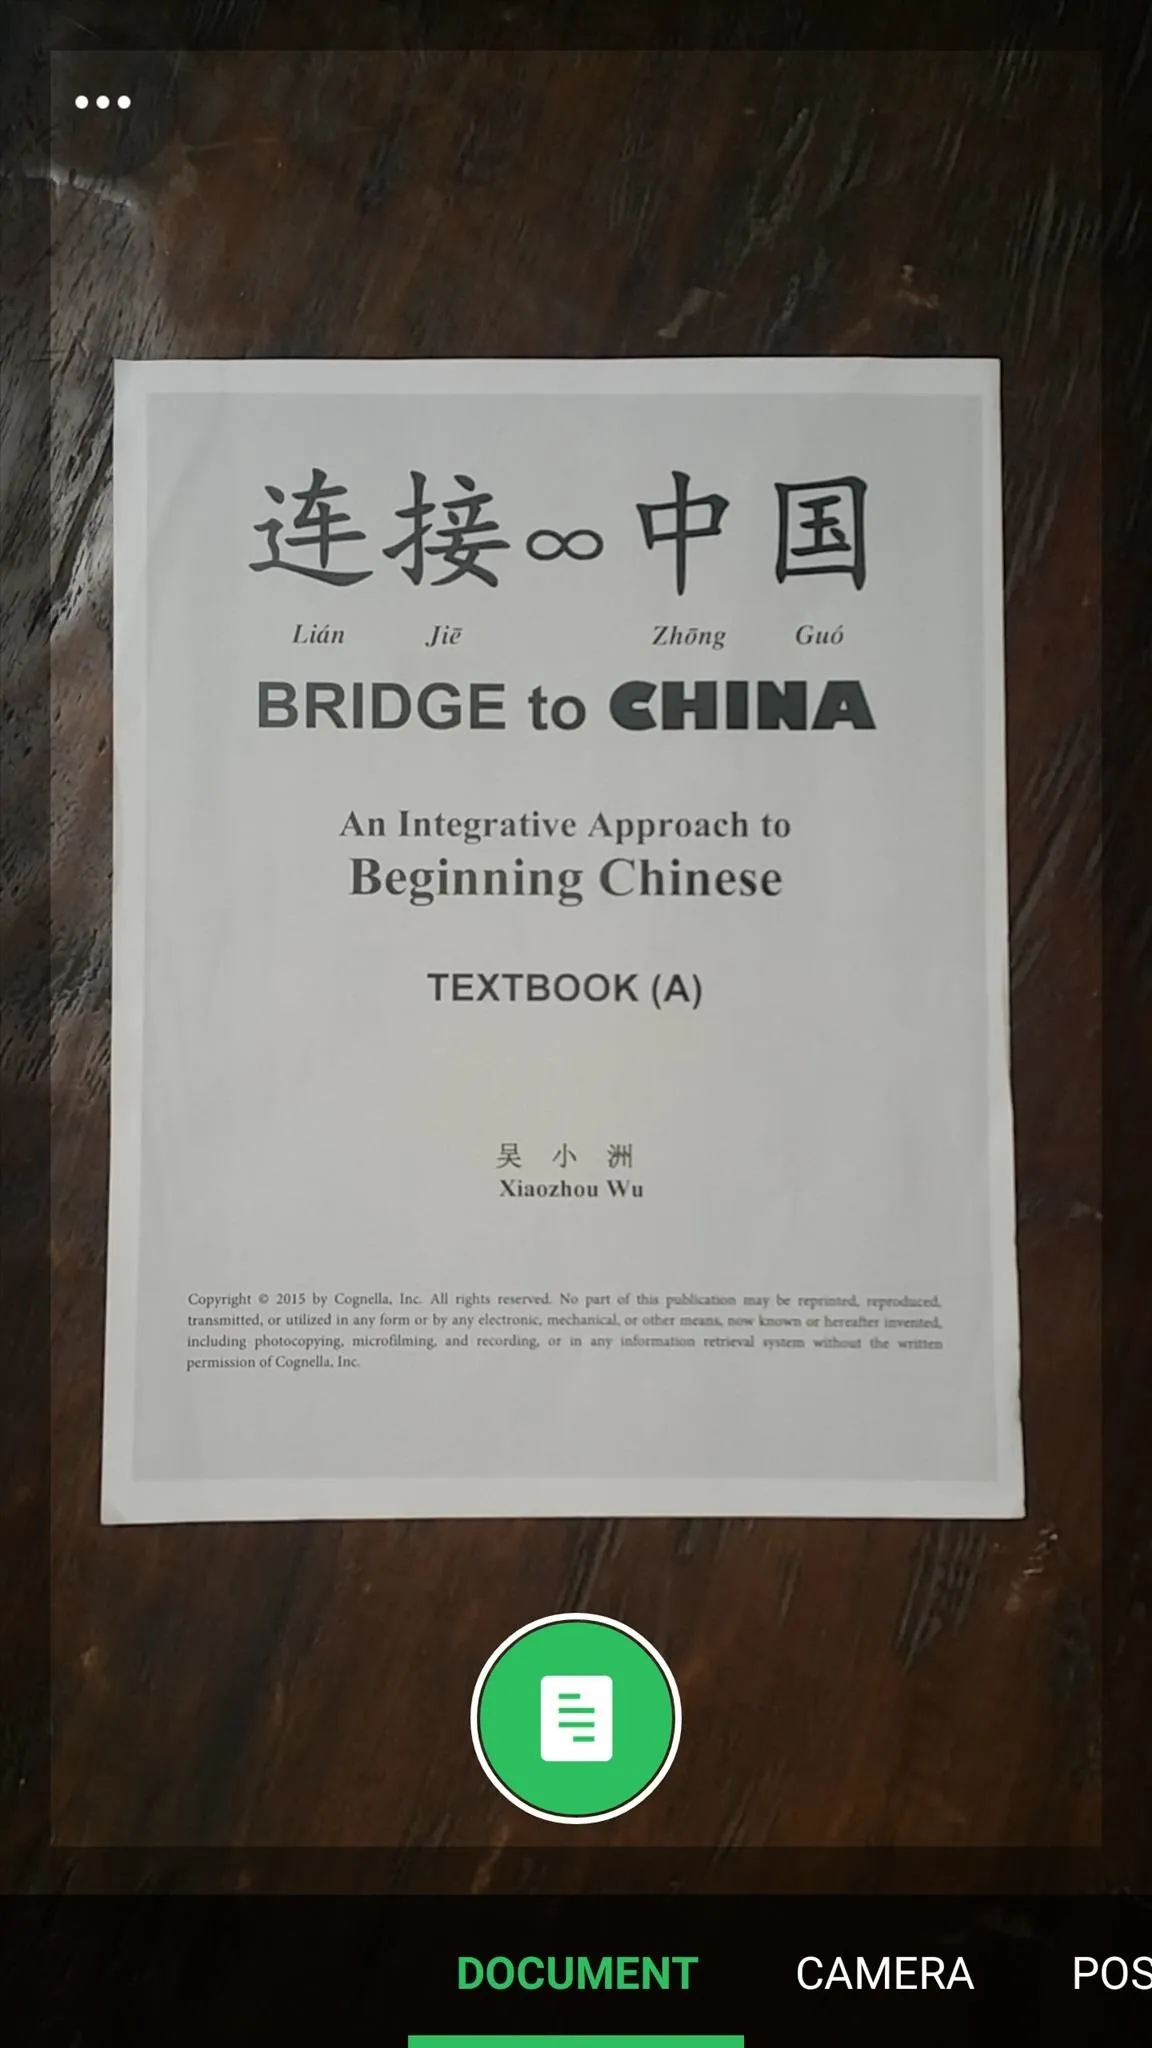 连接∞中国
Lián Jiē Zhōng Guó
BRIDGE to CHINA
An Integrative Approach to
Beginning Chinese
TEXTBOOK (A)
吴 小 洲
Xiaozhou Wu
Copyright © 2015 by Cognella, Inc. All rights reserved. No part of this publication may be reprinted, reproduced,
transmitted, or utilized in any form or by any electronic, mechanical, or other means, now known or hereafter invented,
including photocopying, microfilming, and recording, or in any information retrieval system without the written
permission of Cognella, Inc.
DOCUMENT CAMERA POS